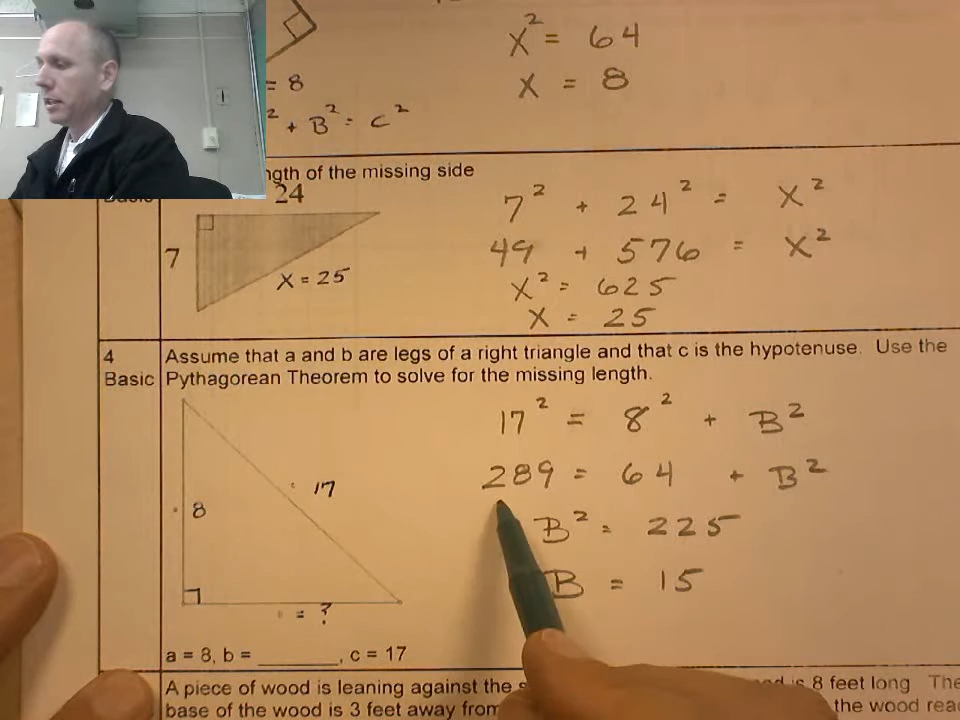 x² = 64
x = 8
= 8
² + B² = c²
ngth of the missing side
Basic
24
7
x = 25
7² + 24² = x²
49 + 576 = x²
x² = 625
x = 25
4
Basic
Assume that a and b are legs of a right triangle and that c is the hypotenuse. Use the
Pythagorean Theorem to solve for the missing length.
8
17
= ?
17² = 8² + B²
289 = 64 + B²
B² = 225
B = 15
a = 8, b = ________, c = 17
A piece of wood is leaning against the
is 8 feet long
base of the wood is 3 feet away from
the wood